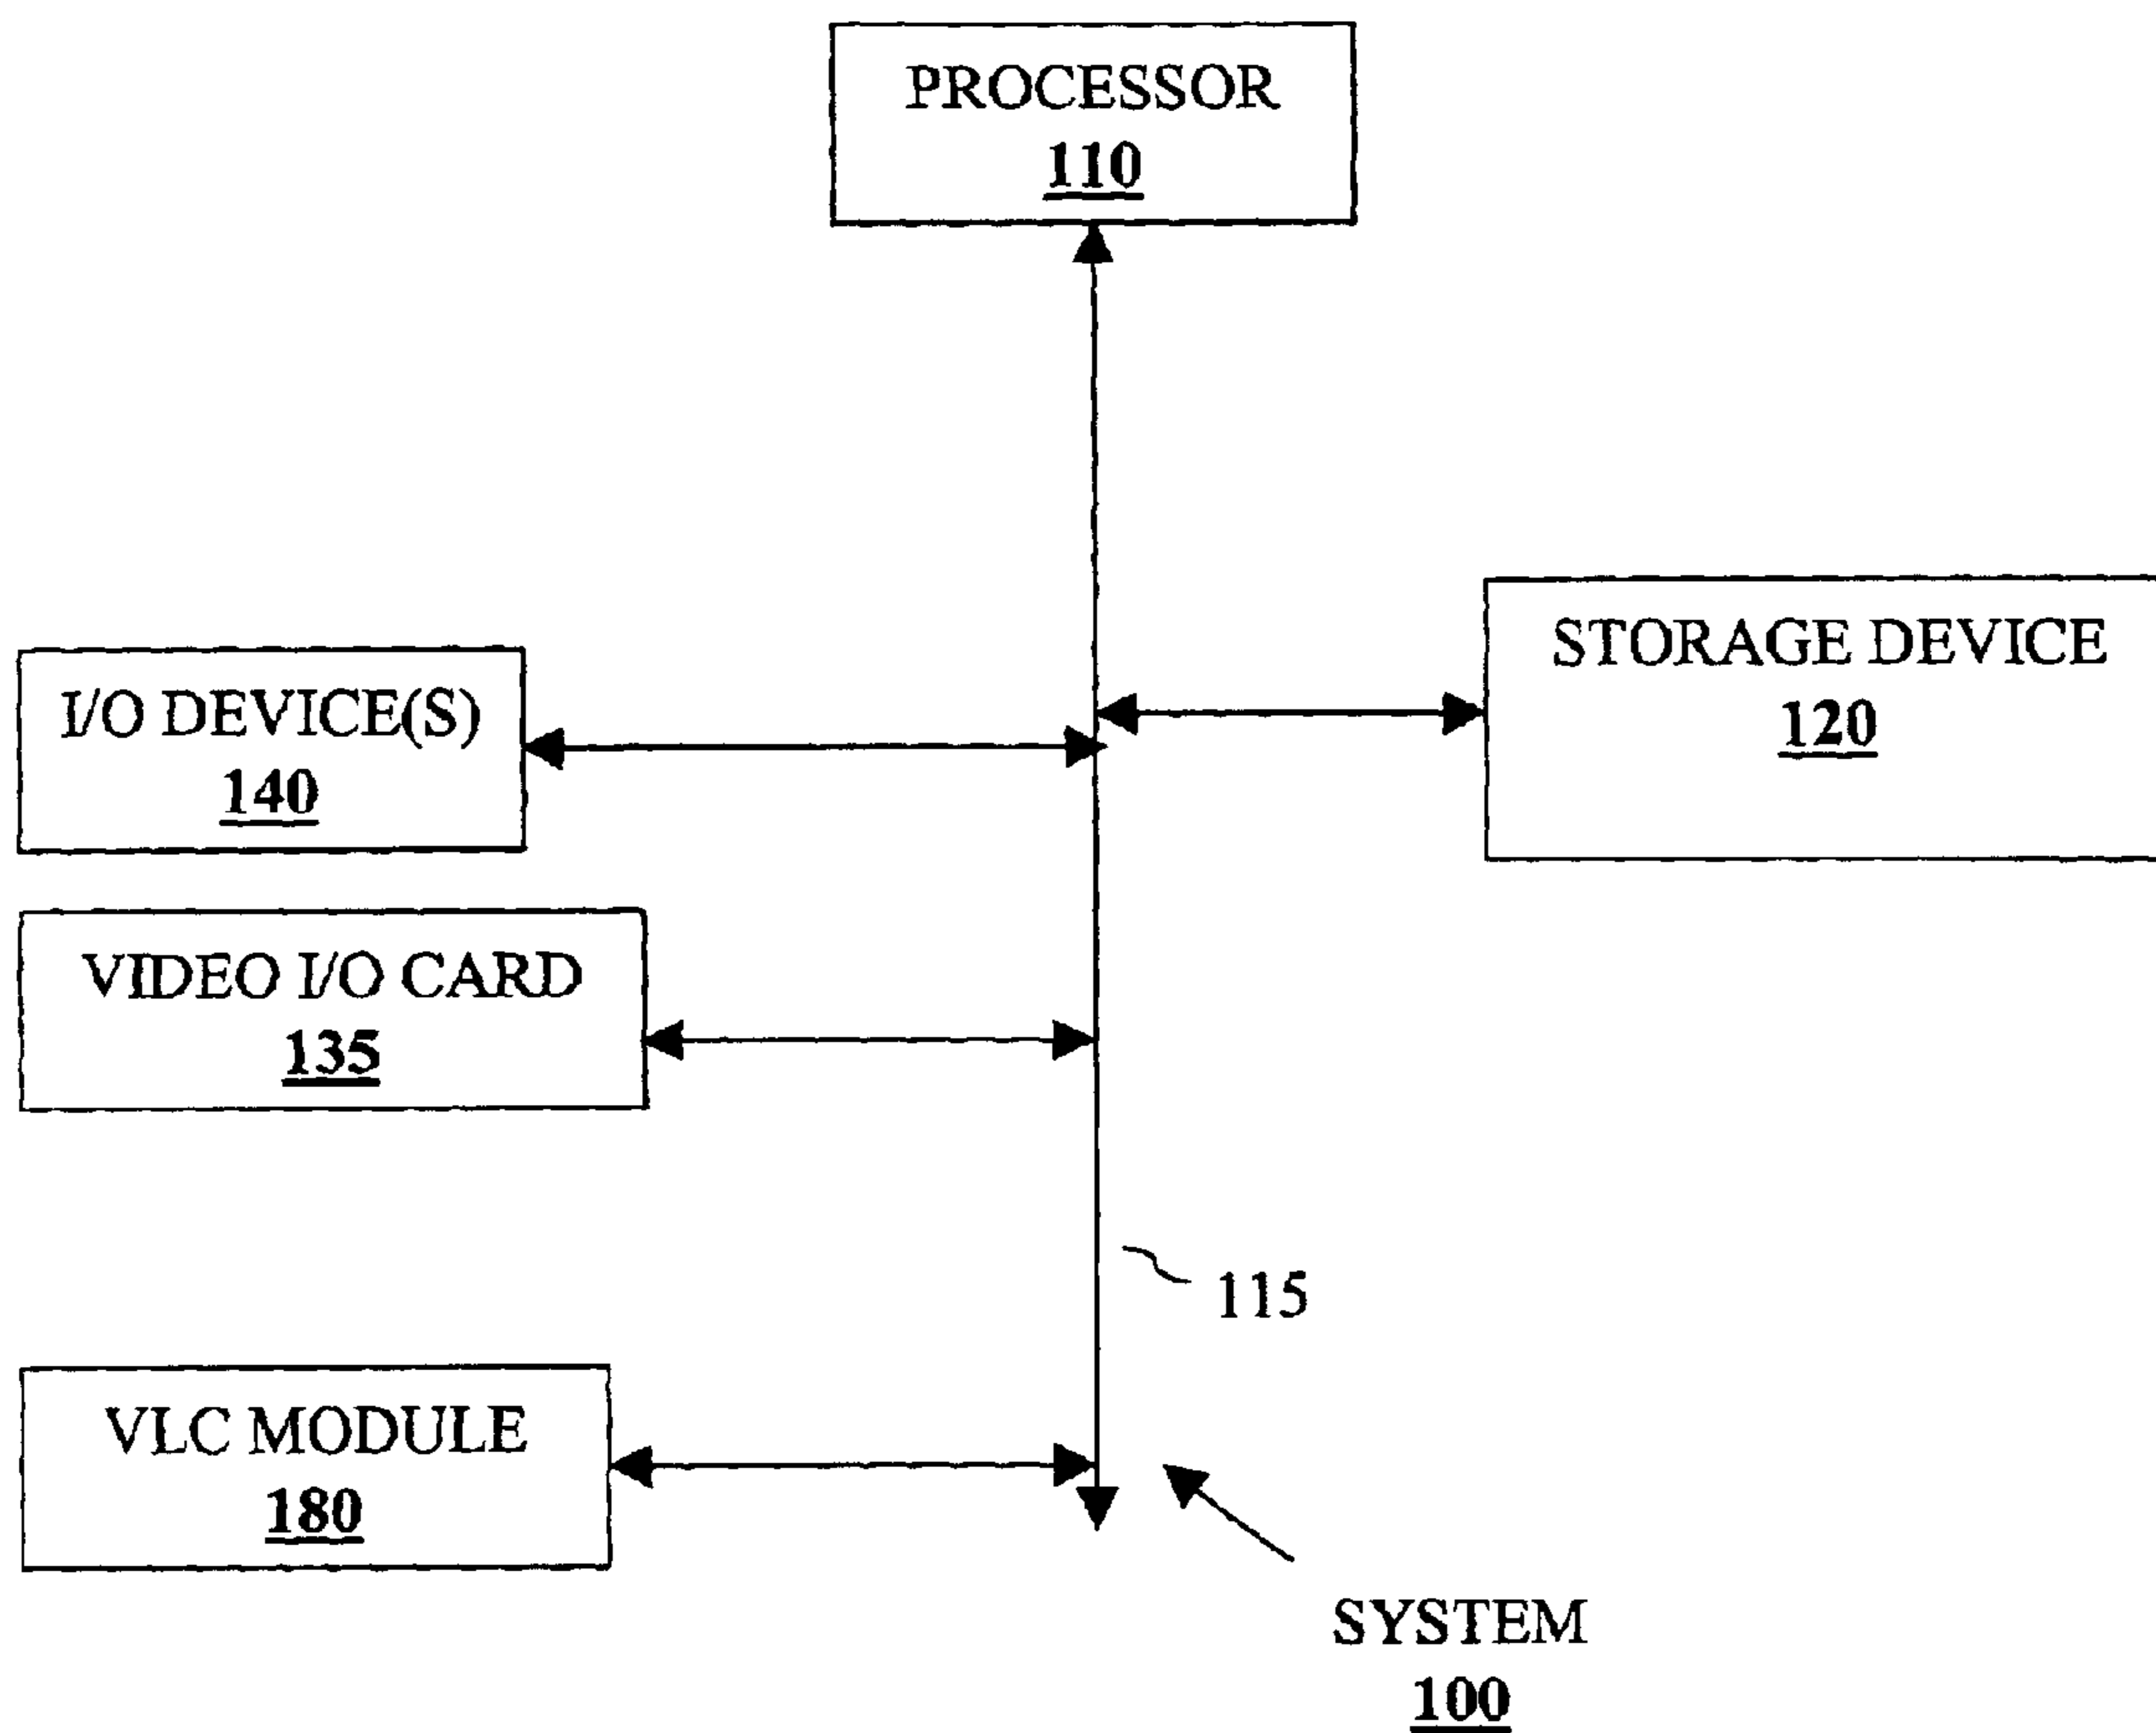 PROCESSOR
110
STORAGE DEVICE
120
I/O DEVICE(S)
140
VIDEO I/O CARD
135
115
VLC MODULE
180
SYSTEM
100